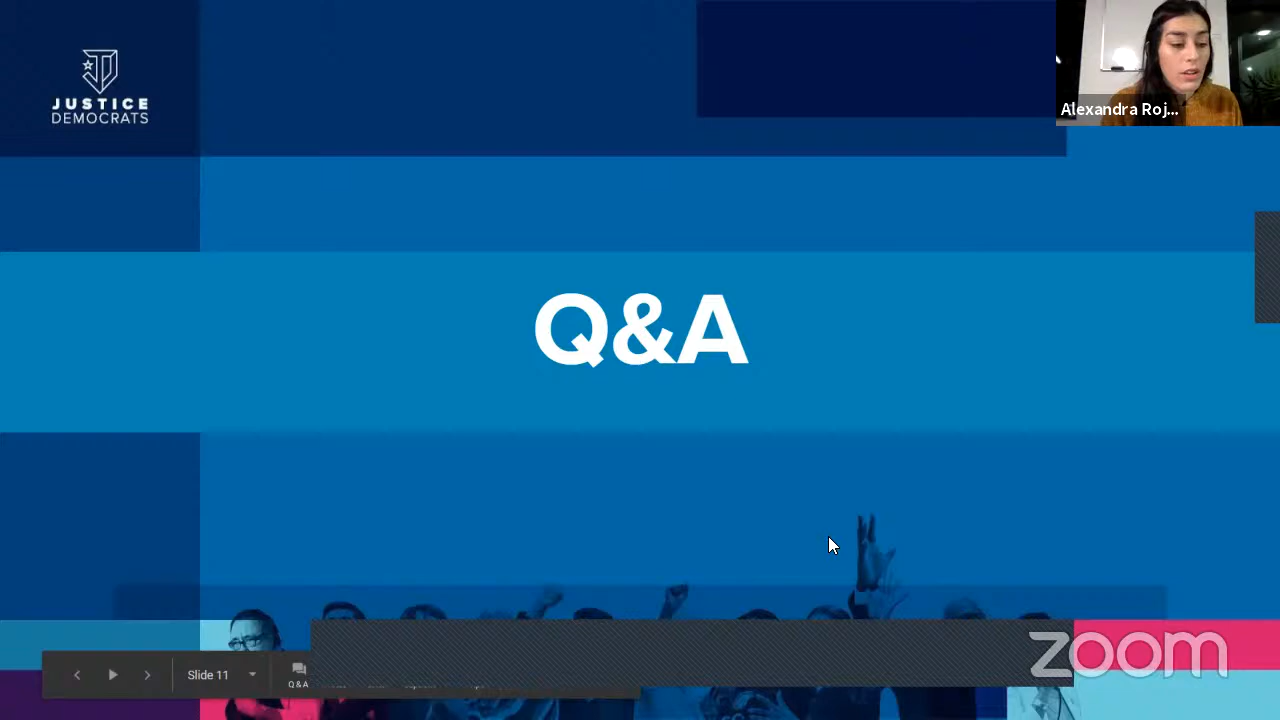 JUSTICE
DEMOCRATS
Alexandra Roj...
Q&A
zoom
Slide 11
Q&A